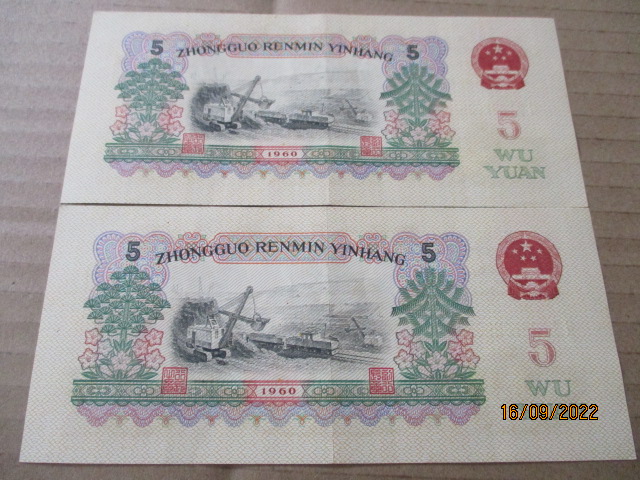 5 ZHONGGUO RENMIN YINHANG 5
5
WU
YUAN
1960
5 ZHONGGUO RENMIN YINHANG 5
5
WU
1960
16/09/2022